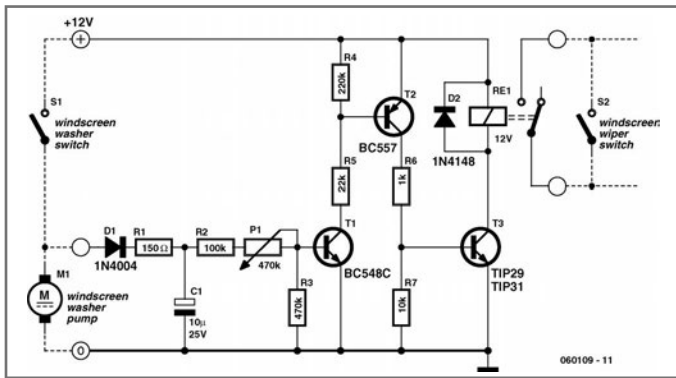 +12V
S1
windscreen
washer
switch
R4
220k
T2
BC557
D2
1N4148
RE1
12V
S2
windscreen
wiper
switch
R5
22k
R6
1k
D1
1N4004
R1
150Ω
R2
100k
P1
470k
T1
BC548C
T3
TIP29
TIP31
M1
M
windscreen
washer
pump
C1
10μ
25V
R3
470k
R7
10k
0
060109 - 11